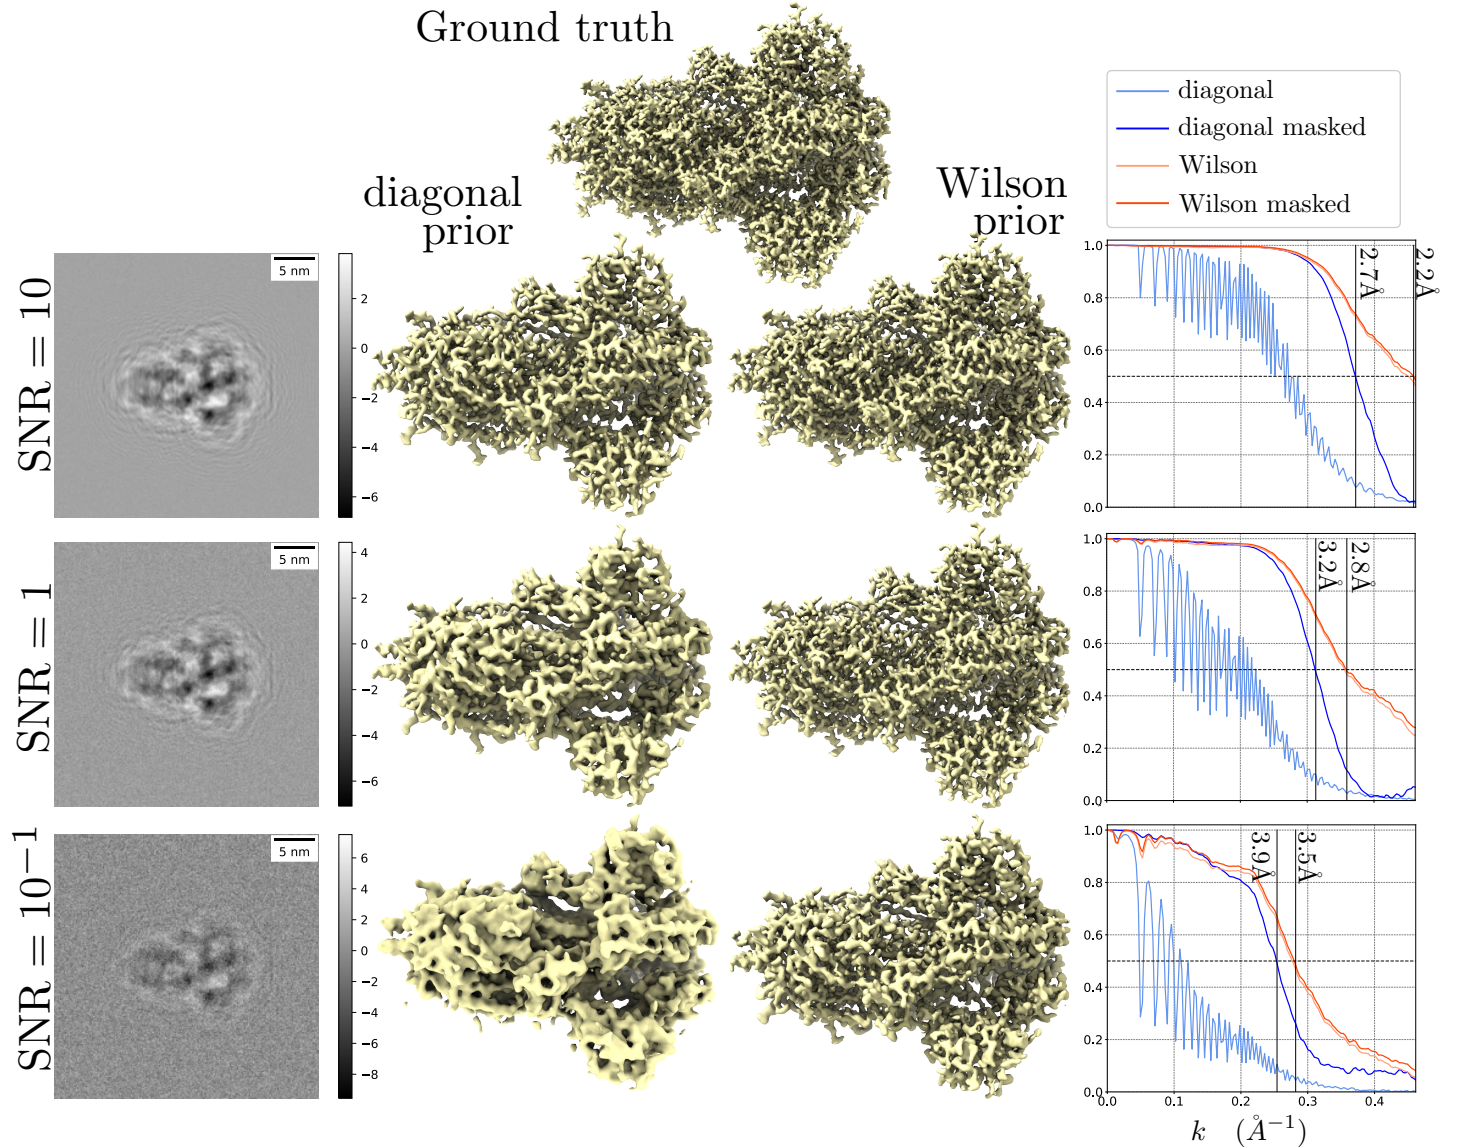 Ground truth
diagonal
prior
Wilson
prior
diagonal
diagonal masked
Wilson
Wilson masked
SNR = 10
5 nm
2
0
−2
−4
−6
1.0
0.8
0.6
0.4
0.2
0.0
2.7Å
2.2Å
SNR = 1
5 nm
4
2
0
−2
−4
−6
1.0
0.8
0.6
0.4
0.2
0.0
3.2Å
2.8Å
SNR = 10⁻¹
5 nm
6
4
2
0
−2
−4
−6
−8
1.0
0.8
0.6
0.4
0.2
0.0
3.9Å
3.5Å
0.0 0.1 0.2 0.3 0.4
k (Å⁻¹)